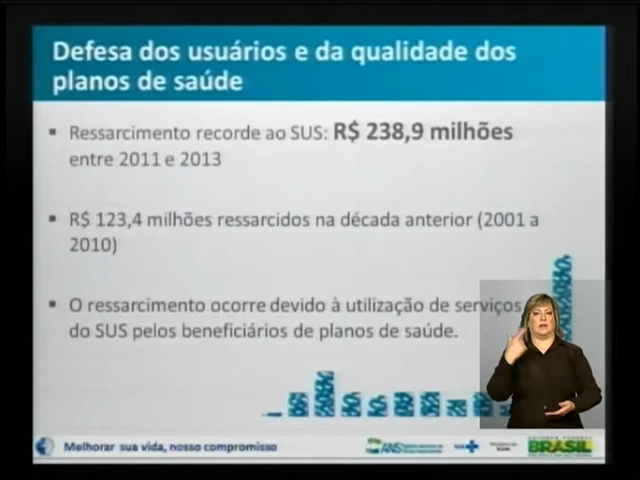 Defesa dos usuários e da qualidade dos
planos de saúde
Ressarcimento recorde ao SUS: R$ 238,9 milhões
entre 2011 e 2013
R$ 123,4 milhões ressarcidos na década anterior (2001 a
2010)
O ressarcimento ocorre devido à utilização de serviços
do SUS pelos beneficiários de planos de saúde.
Melhorar sua vida, nosso compromisso
ANS
SUS
BRASIL